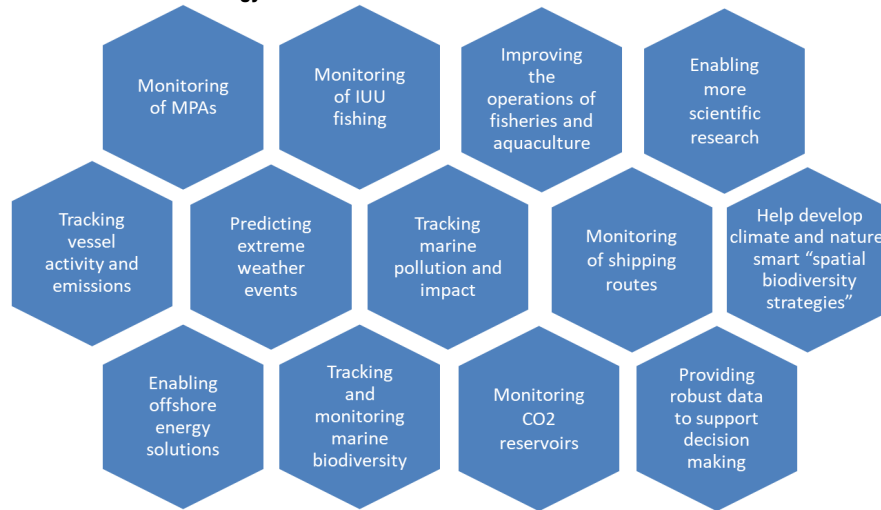 Monitoring
of MPAs
Monitoring
of IUU
fishing
Improving
the
operations of
fisheries and
aquaculture
Enabling
more
scientific
research
Tracking
vessel
activity and
emissions
Predicting
extreme
weather
events
Tracking
marine
pollution and
impact
Monitoring
of shipping
routes
Help develop
climate and nature
smart “spatial
biodiversity
strategies”
Enabling
offshore
energy
solutions
Tracking
and
monitoring
marine
biodiversity
Monitoring
CO2
reservoirs
Providing
robust data
to support
decision
making